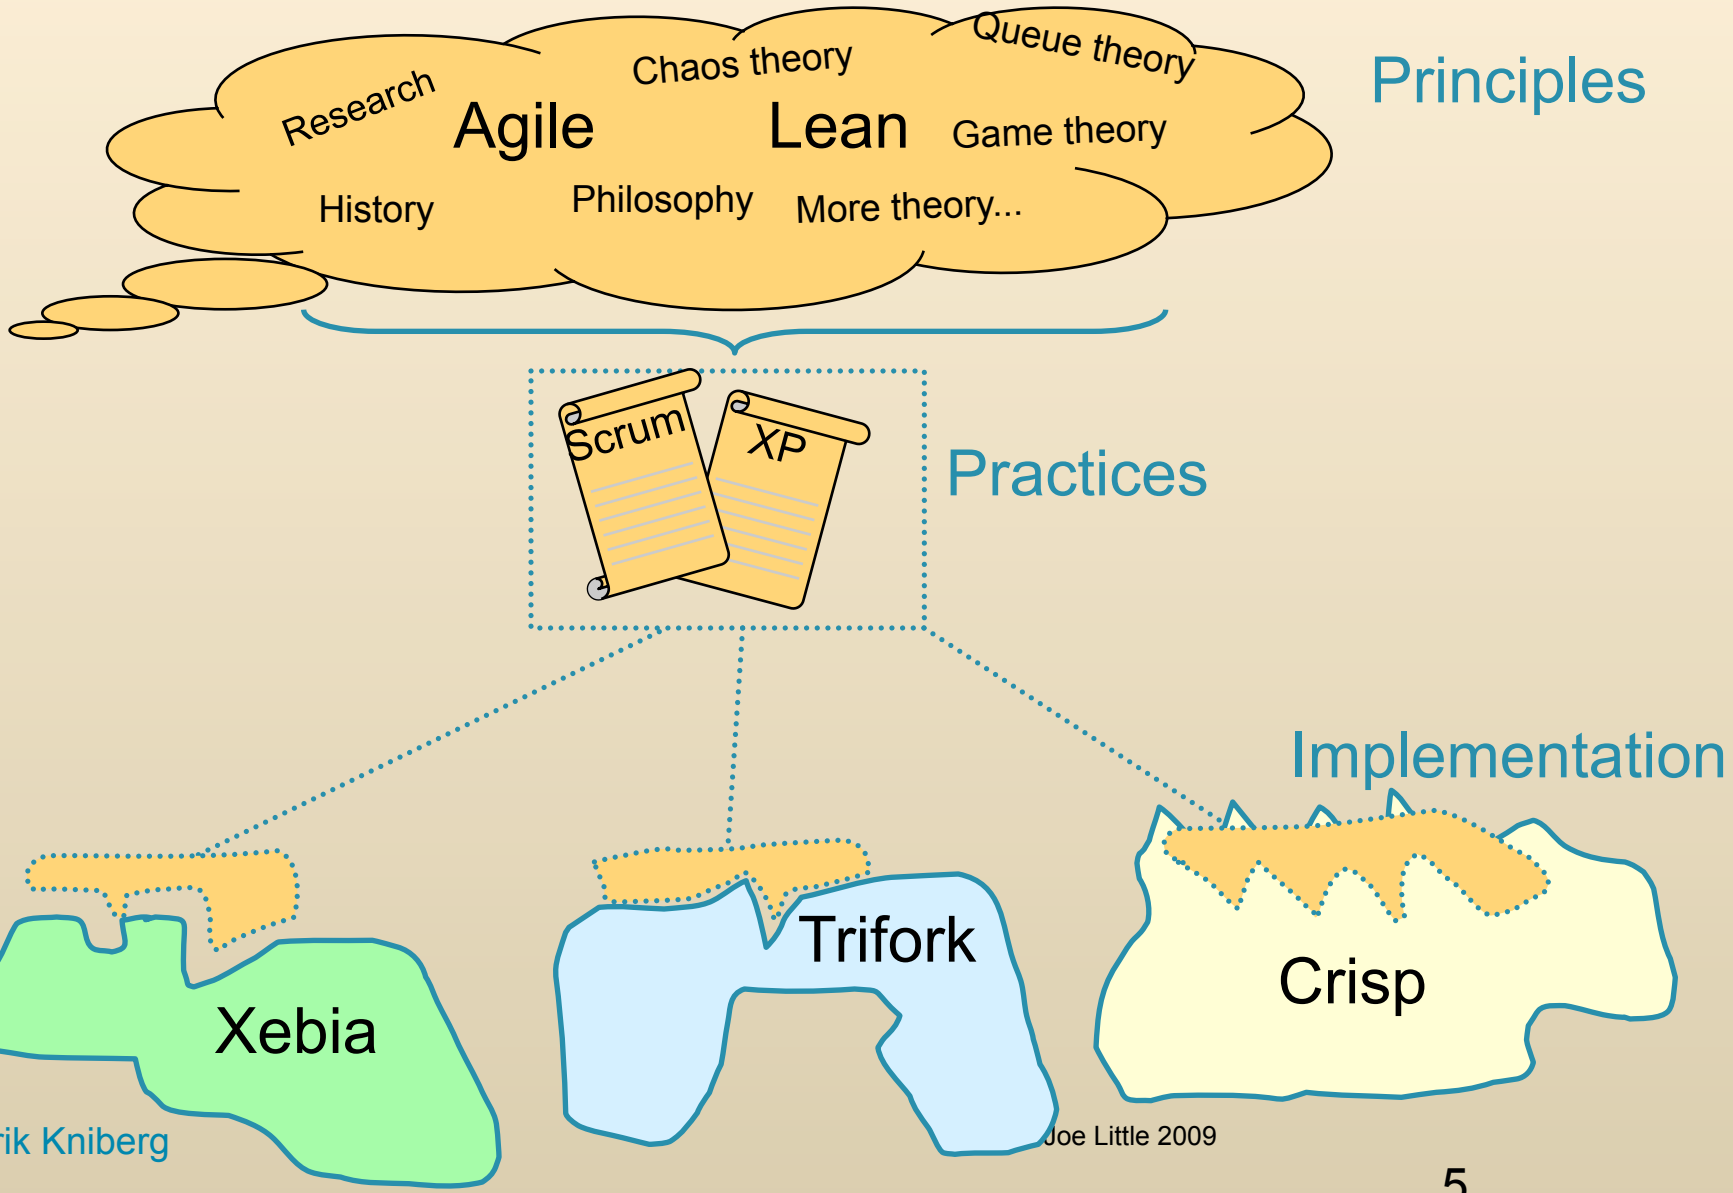 Queue theory
Chaos theory
Principles
Research
Agile
Lean
Game theory
History
Philosophy
More theory...
Scrum
XP
Practices
Implementation
Trifork
Crisp
Xebia
rik Kniberg
Joe Little 2009
5